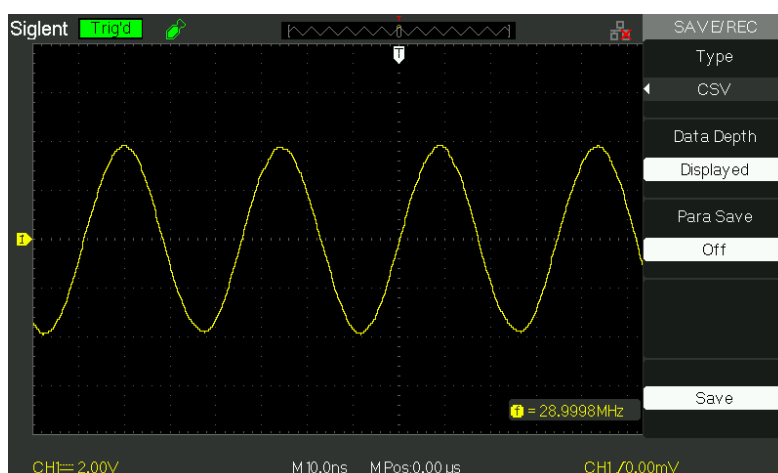 Siglent Trig'd SAVE/REC
T
Type
CSV
Data Depth
Displayed
Para Save
Off
Save
f = 28.9998MHz
CH1 2.00V M 10.0ns M Pos:0.00 us CH1 /0.00mV